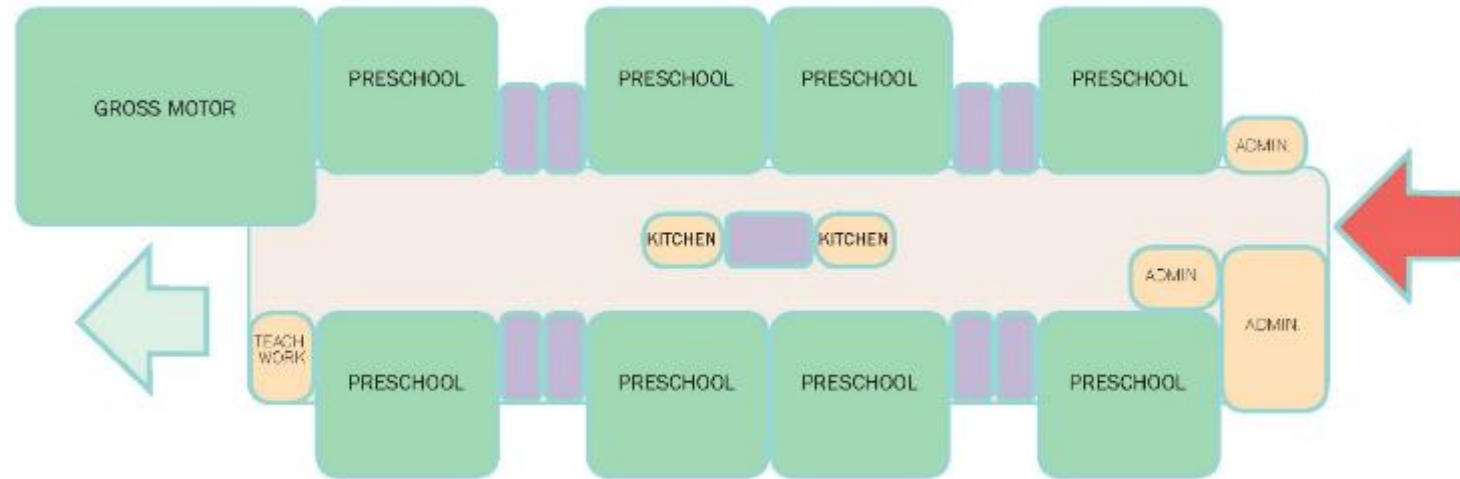 GROSS MOTOR
PRESCHOOL
PRESCHOOL
PRESCHOOL
PRESCHOOL
ADMIN.
KITCHEN
KITCHEN
ADMIN
ADMIN.
TEACH
WORK
PRESCHOOL
PRESCHOOL
PRESCHOOL
PRESCHOOL